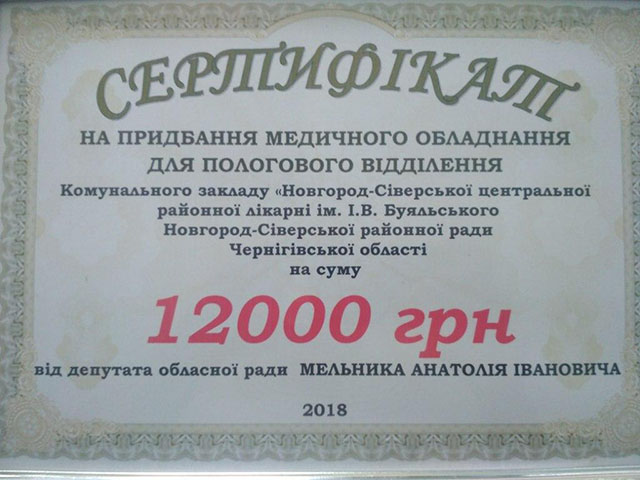 СЕРТИФІКАТ
НА ПРИДБАННЯ МЕДИЧНОГО ОБЛАДНАННЯ
ДЛЯ ПОЛОГОВОГО ВІДДІЛЕННЯ
Комунального закладу «Новгород-Сіверської центральної
районної лікарні ім. І.В. Буяльського
Новгород-Сіверської районної ради
Чернігівської області
на суму
12000 грн
від депутата обласної ради МЕЛЬНИКА АНАТОЛІЯ ІВАНОВИЧА
2018